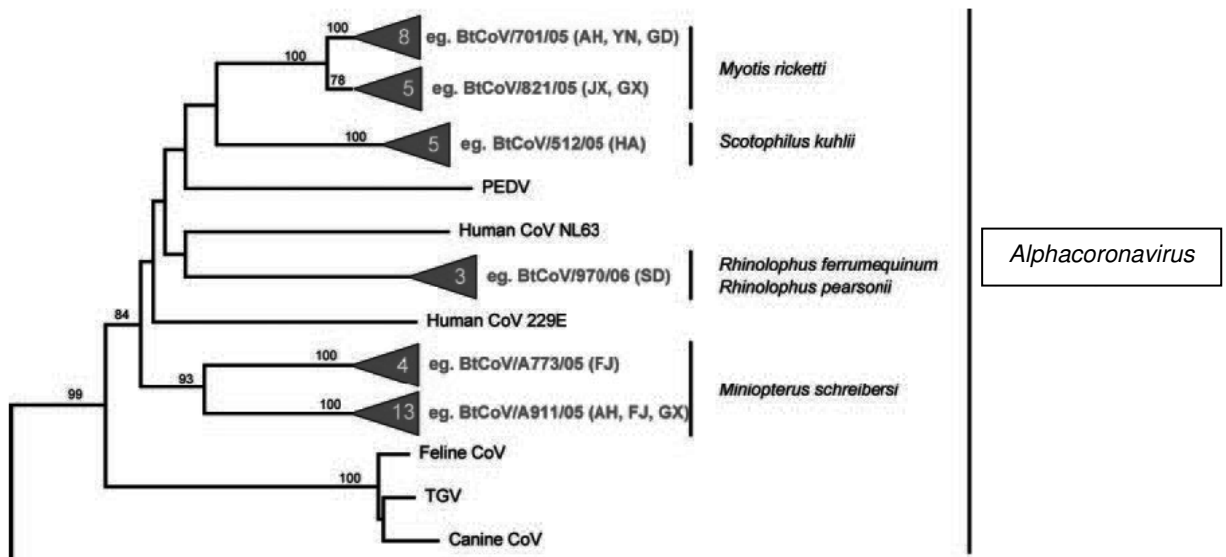 100
8 eg. BtCoV/701/05 (AH, YN, GD)
100
Myotis ricketti
78
5 eg. BtCoV/821/05 (JX, GX)
100
5 eg. BtCoV/512/05 (HA)
Scotophilus kuhlii
PEDV
Human CoV NL63
Alphacoronavirus
3 eg. BtCoV/970/06 (SD)
Rhinolophus ferrumequinum
Rhinolophus pearsonii
84
Human CoV 229E
100
4 eg. BtCoV/A773/05 (FJ)
93
Miniopterus schreibersi
99
100
13 eg. BtCoV/A911/05 (AH, FJ, GX)
Feline CoV
100
TGV
Canine CoV